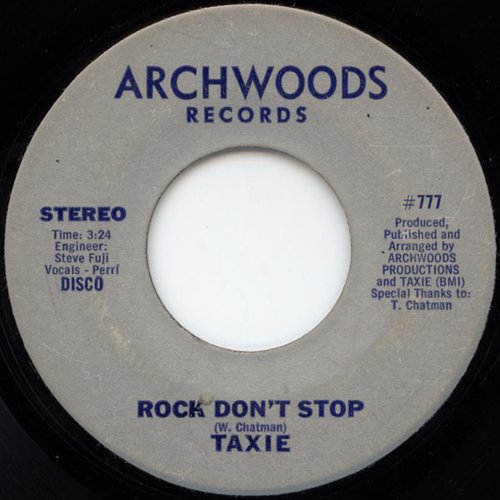 ARCHWOODS
RECORDS
STEREO
Time: 3:24
Engineer:
Steve Fuji
Vocals - Perri
DISCO
#777
Produced,
Published and
Arranged by
ARCHWOODS
PRODUCTIONS
and TAXIE (BMI)
Special Thanks to:
T. Chatman
ROCK DON'T STOP
(W. Chatman)
TAXIE